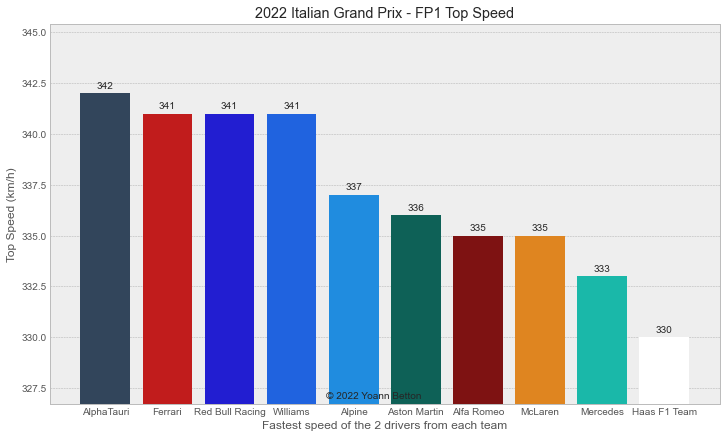 2022 Italian Grand Prix - FP1 Top Speed
345.0
342.5
340.0
337.5
335.0
332.5
330.0
327.5
Top Speed (km/h)
342
341
341
341
337
336
335
335
333
330
© 2022 Yoann Betton
AlphaTauri
Ferrari
Red Bull Racing
Williams
Alpine
Aston Martin
Alfa Romeo
McLaren
Mercedes
Haas F1 Team
Fastest speed of the 2 drivers from each team